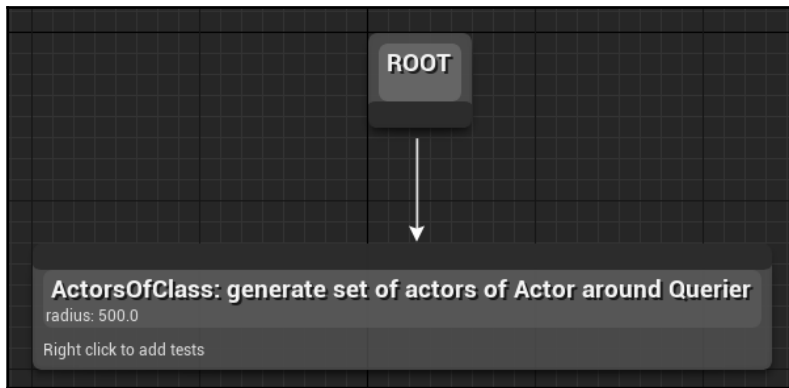 ROOT
ActorsOfClass: generate set of actors of Actor around Querier
radius: 500.0
Right click to add tests